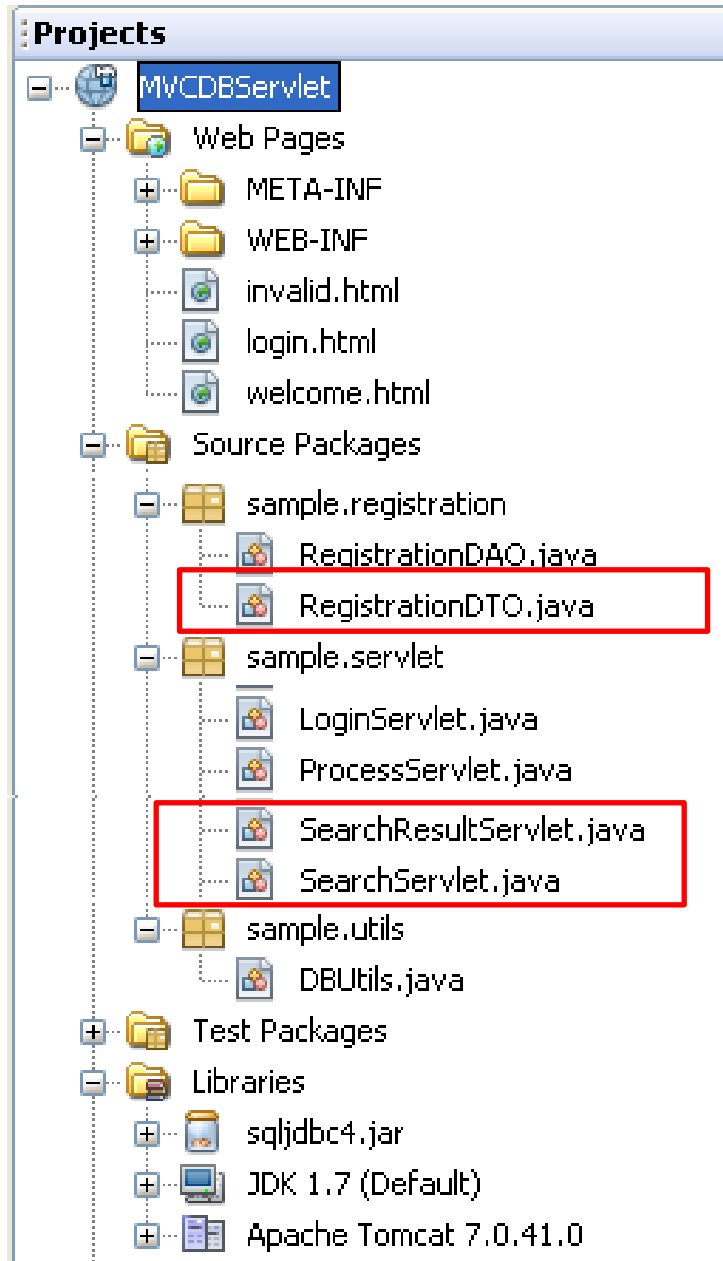 Projects
MVCDBServlet
Web Pages
META-INF
WEB-INF
invalid.html
login.html
welcome.html
Source Packages
sample.registration
RegistrationDAO.java
RegistrationDTO.java
sample.servlet
LoginServlet.java
ProcessServlet.java
SearchResultServlet.java
SearchServlet.java
sample.utils
DBUtils.java
Test Packages
Libraries
sqljdbc4.jar
JDK 1.7 (Default)
Apache Tomcat 7.0.41.0